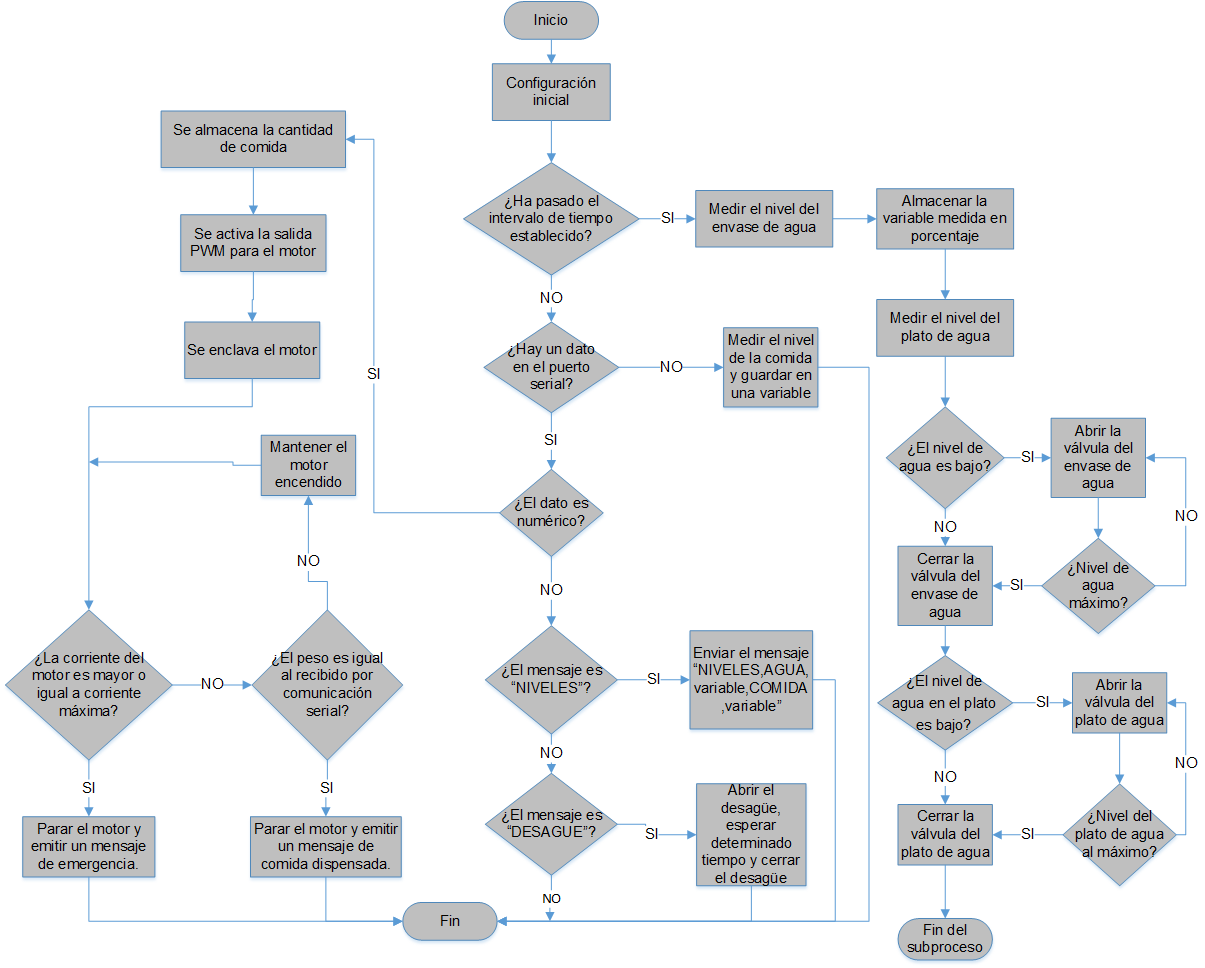 Inicio
Configuración
inicial
Se almacena la cantidad
de comida
¿Ha pasado el
intervalo de tiempo
establecido?
SI
Medir el nivel del
envase de agua
Almacenar la
variable medida en
porcentaje
Se activa la salida
PWM para el motor
NO
Medir el nivel del
plato de agua
Se enclava el motor
¿Hay un dato
en el puerto
serial?
NO
Medir el nivel
de la comida
y guardar en
una variable
SI
SI
Mantener el
motor
encendido
¿El nivel de
agua es bajo?
SI
Abrir la
válvula del
envase de
agua
NO
¿El dato es
numérico?
NO
NO
Cerrar la
válvula del
envase de
agua
SI
¿Nivel de
agua
máximo?
NO
¿La corriente del
motor es mayor o
igual a corriente
máxima?
NO
¿El peso es igual
al recibido por
comunicación
serial?
¿El mensaje es
“NIVELES”?
SI
Enviar el mensaje
“NIVELES,AGUA,
variable,COMIDA
,variable”
¿El nivel de
agua en el plato
es bajo?
SI
Abrir la
válvula del
plato de agua
NO
NO
NO
SI
SI
Parar el motor y
emitir un mensaje
de emergencia.
Parar el motor y emitir
un mensaje de
comida dispensada.
¿El mensaje es
“DESAGUE”?
SI
Abrir el
desagüe,
esperar
determinado
tiempo y cerrar
el desagüe
Cerrar la
válvula del
plato de agua
SI
¿Nivel del
plato de agua
al máximo?
NO
Fin
Fin del
subproceso